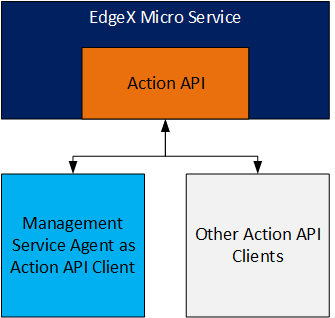 EdgeX Micro Service
Action API
Management
Service Agent as
Action API Client
Other Action API
Clients